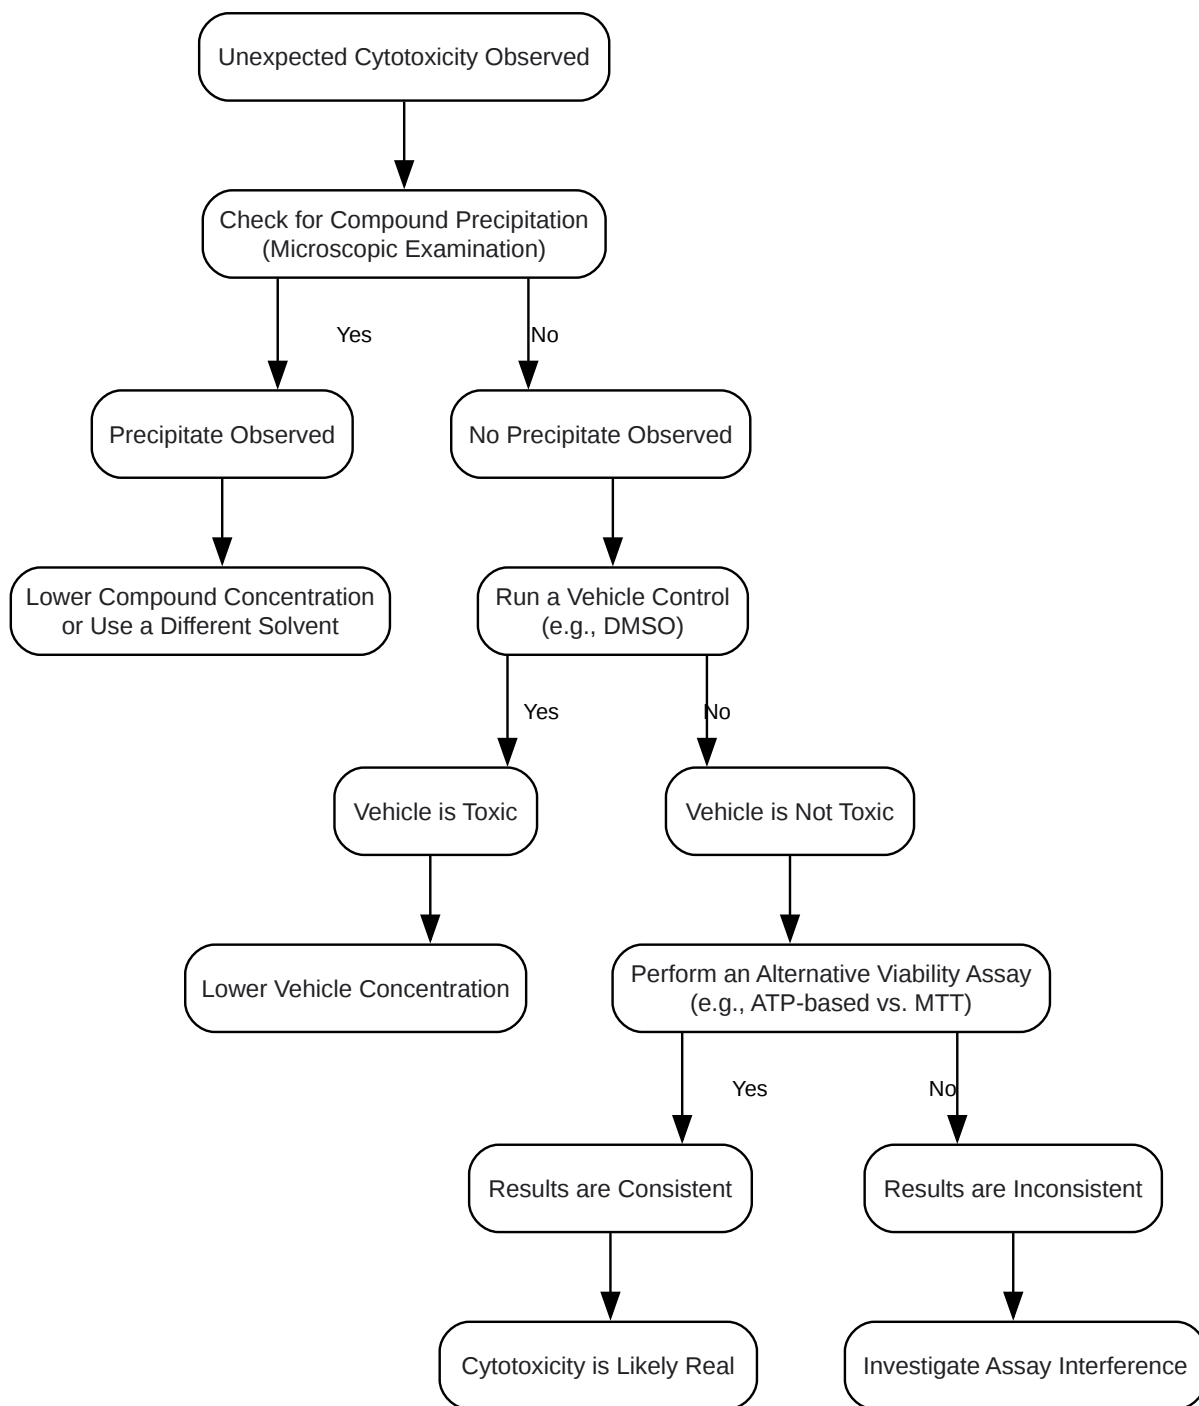 Unexpected Cytotoxicity Observed
Check for Compound Precipitation
(Microscopic Examination)
Yes
No
Precipitate Observed
No Precipitate Observed
Lower Compound Concentration
or Use a Different Solvent
Run a Vehicle Control
(e.g., DMSO)
Yes
No
Vehicle is Toxic
Vehicle is Not Toxic
Lower Vehicle Concentration
Perform an Alternative Viability Assay
(e.g., ATP-based vs. MTT)
Yes
No
Results are Consistent
Results are Inconsistent
Cytotoxicity is Likely Real
Investigate Assay Interference